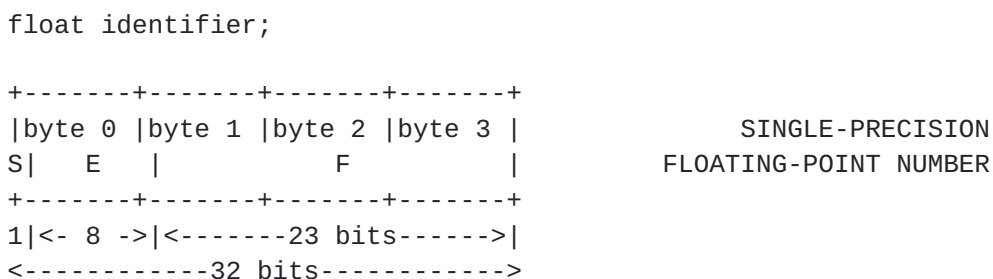 float identifier;
+-------+-------+-------+-------+
|byte 0 |byte 1 |byte 2 |byte 3 |              SINGLE-PRECISION
S|   E   |           F          |         FLOATING-POINT NUMBER
+-------+-------+-------+-------+
1|<- 8 ->|<-------23 bits------>|
<------------32 bits------------>